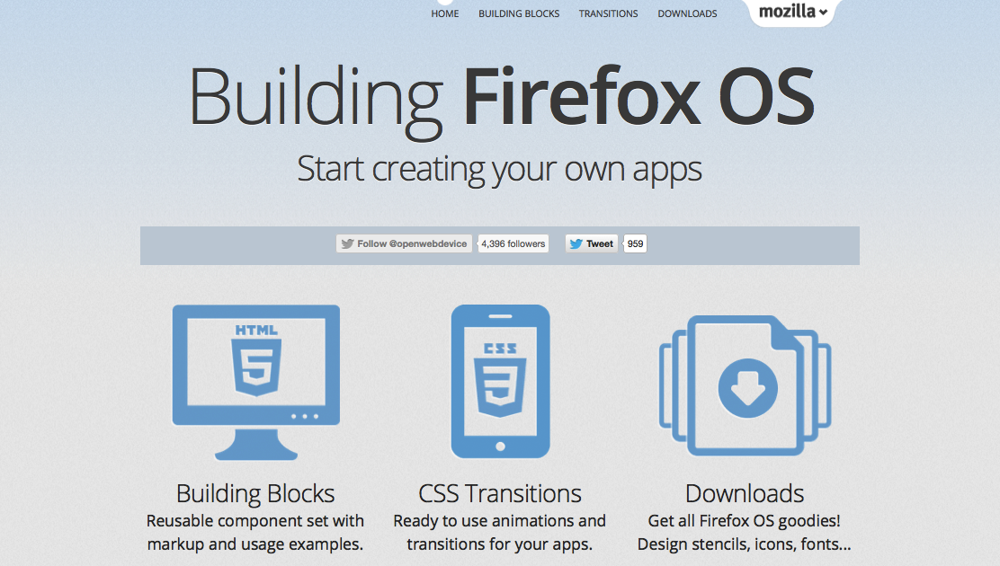 HOME BUILDING BLOCKS TRANSITIONS DOWNLOADS mozilla
Building Firefox OS
Start creating your own apps
Follow @openwebdevice 4,396 followers Tweet 959
HTML
5
CSS
3
Building Blocks
Reusable component set with
markup and usage examples.
CSS Transitions
Ready to use animations and
transitions for your apps.
Downloads
Get all Firefox OS goodies!
Design stencils, icons, fonts...